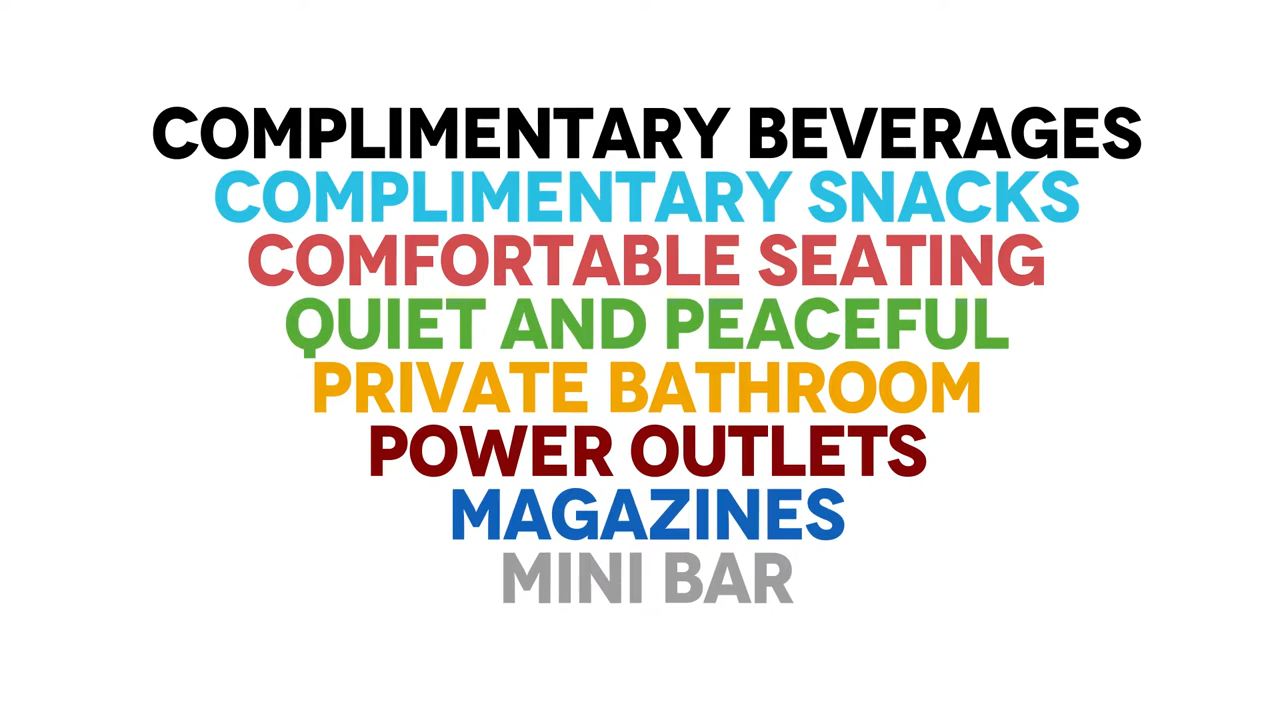 COMPLIMENTARY BEVERAGES
COMPLIMENTARY SNACKS
COMFORTABLE SEATING
QUIET AND PEACEFUL
PRIVATE BATHROOM
POWER OUTLETS
MAGAZINES
MINI BAR